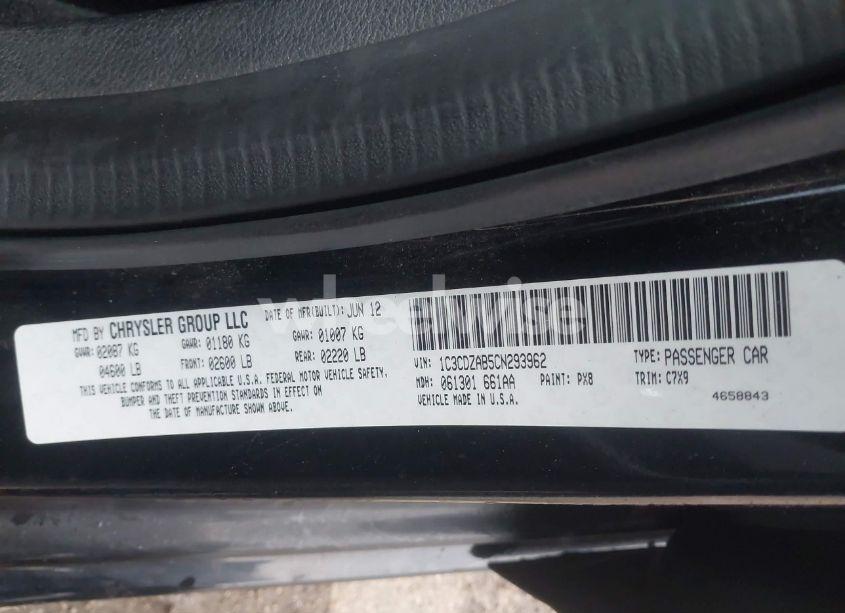 MFD BY CHRYSLER GROUP LLC
DATE OF MFR(BUILT): JUN 12
GVWR: 02087 KG
GAWR: 01180 KG
GAWR: 01007 KG
04600 LB
FRONT: 02600 LB
REAR: 02220 LB
THIS VEHICLE CONFORMS TO ALL APPLICABLE U.S.A. FEDERAL MOTOR VEHICLE SAFETY,
BUMPER AND THEFT PREVENTION STANDARDS IN EFFECT ON
THE DATE OF MANUFACTURE SHOWN ABOVE.
VIN: 1C3CDZAB5CN293962
TYPE: PASSENGER CAR
MDH: 061301 661AA
PAINT: PX8
TRIM: C7X9
VEHICLE MADE IN U.S.A.
4658843
wheelwise